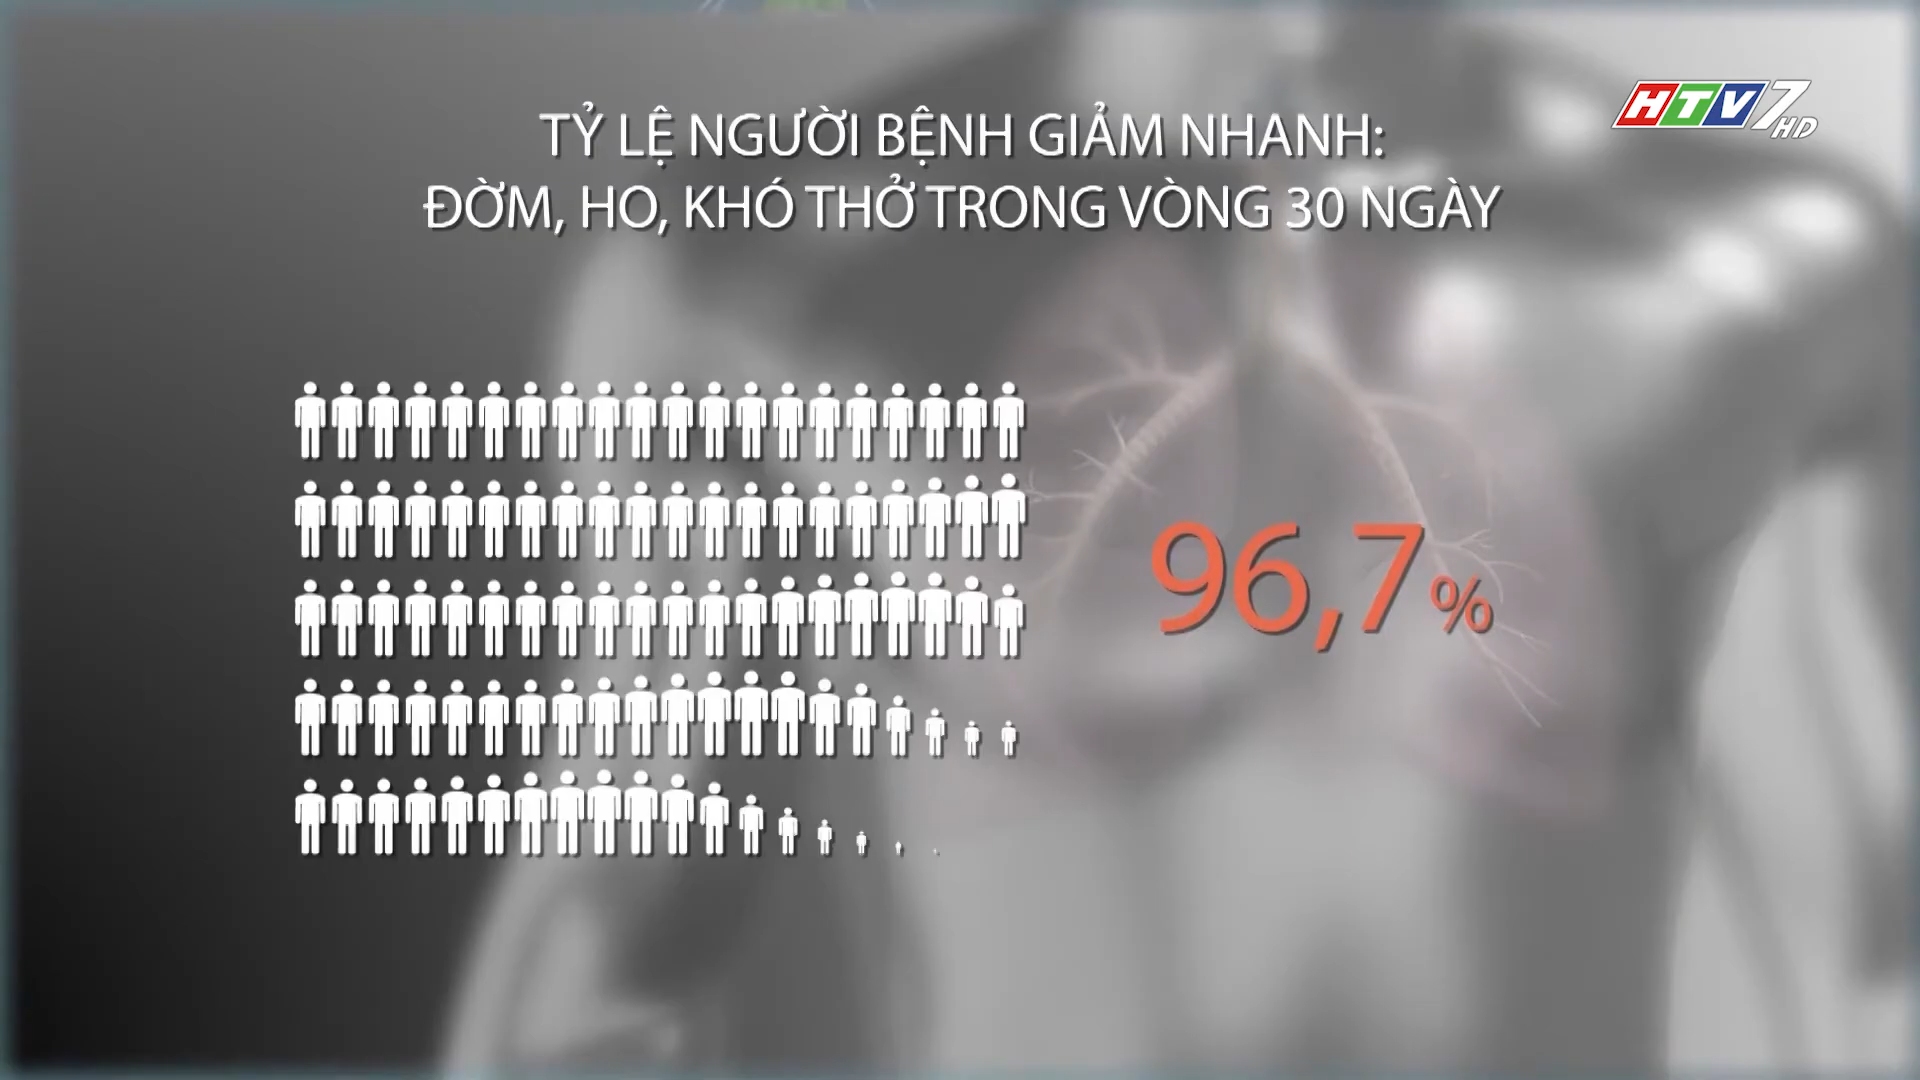 HTV7
HD
TỶ LỆ NGƯỜI BỆNH GIẢM NHANH:
ĐỜM, HO, KHÓ THỞ TRONG VÒNG 30 NGÀY
96,7%